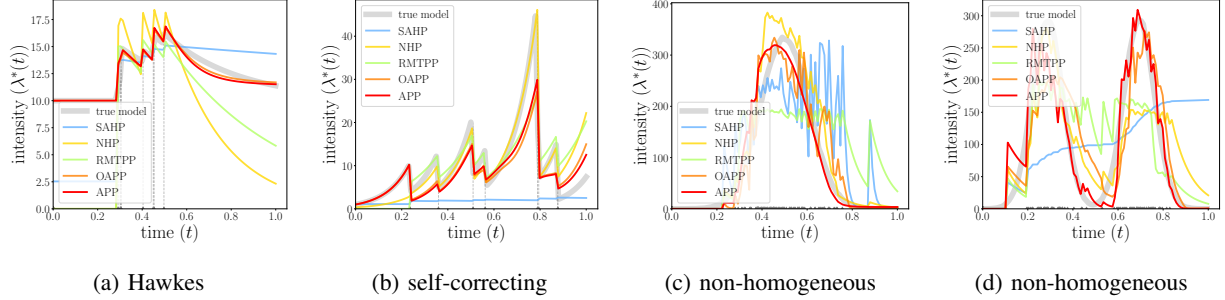 intensity (λ*(t))
17.5
15.0
12.5
10.0
7.5
5.0
2.5
0.0
true model
SAHP
NHP
RMTPP
OAPP
APP
0.0 0.2 0.4 0.6 0.8 1.0
time (t)
(a) Hawkes
intensity (λ*(t))
40
30
20
10
0
true model
SAHP
NHP
RMTPP
OAPP
APP
0.0 0.2 0.4 0.6 0.8 1.0
time (t)
(b) self-correcting
intensity (λ*(t))
400
300
200
100
0
true model
SAHP
NHP
RMTPP
OAPP
APP
0.0 0.2 0.4 0.6 0.8 1.0
time (t)
(c) non-homogeneous
intensity (λ*(t))
300
250
200
150
100
50
0
true model
SAHP
NHP
RMTPP
OAPP
APP
0.0 0.2 0.4 0.6 0.8 1.0
time (t)
(d) non-homogeneous